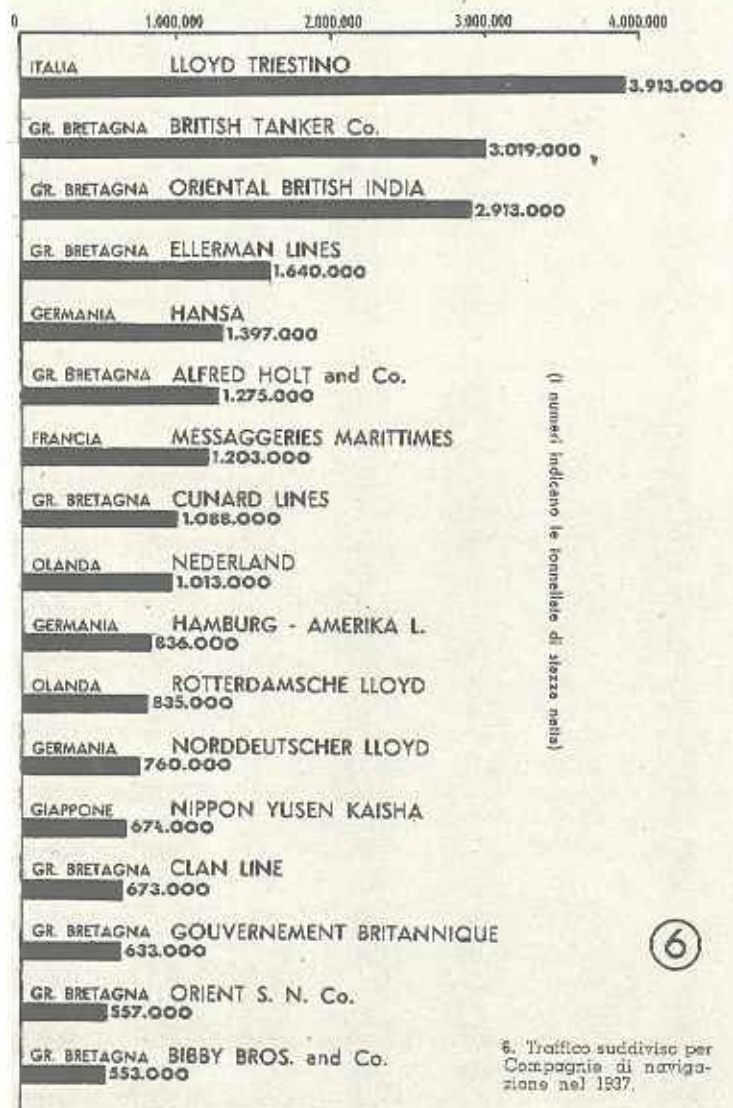 0 1.000.000 2.000.000 3.000.000 4.000.000
ITALIA LLOYD TRIESTINO
3.913.000
GR. BRETAGNA BRITISH TANKER Co.
3.019.000
GR. BRETAGNA ORIENTAL BRITISH INDIA
2.913.000
GR. BRETAGNA ELLERMAN LINES
1.640.000
GERMANIA HANSA
1.397.000
GR. BRETAGNA ALFRED HOLT and Co.
1.275.000
FRANCIA MESSAGGERIES MARITTIMES
1.203.000
GR. BRETAGNA CUNARD LINES
1.088.000
OLANDA NEDERLAND
1.013.000
GERMANIA HAMBURG - AMERIKA L.
836.000
OLANDA ROTTERDAMSCHE LLOYD
835.000
GERMANIA NORDDEUTSCHER LLOYD
760.000
GIAPPONE NIPPON YUSEN KAISHA
674.000
GR. BRETAGNA CLAN LINE
673.000
GR. BRETAGNA GOUVERNEMENT BRITANNIQUE
633.000
GR. BRETAGNA ORIENT S. N. Co.
557.000
GR. BRETAGNA BIBBY BROS. and Co.
553.000
(I numeri indicano le tonnellate di stazza netta)
6
6. Traffico suddiviso per
Compagnie di naviga-
zione nel 1937.